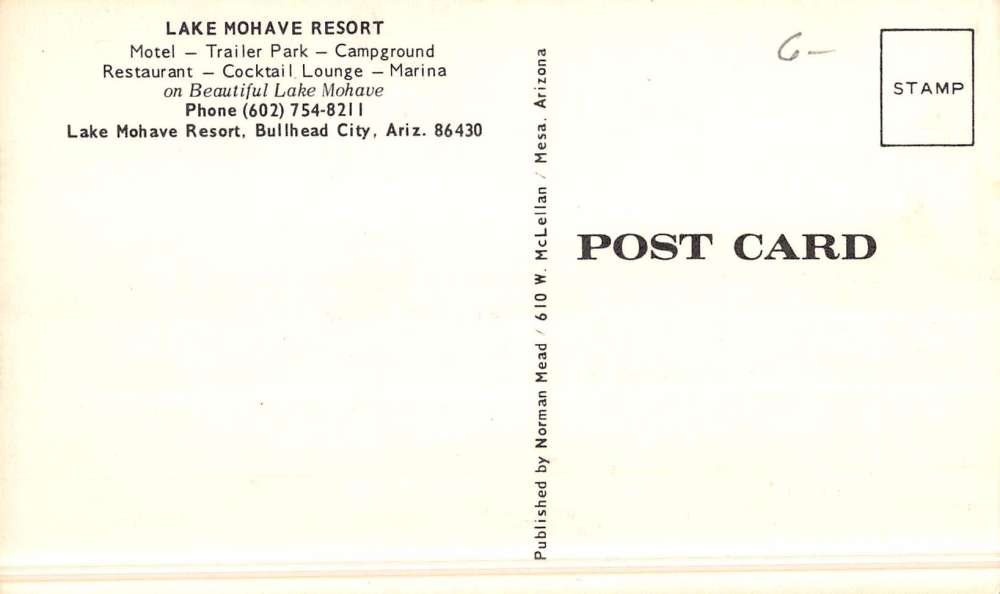 LAKE MOHAVE RESORT
Motel — Trailer Park — Campground
Restaurant — Cocktail Lounge — Marina
on Beautiful Lake Mohave
Phone (602) 754-8211
Lake Mohave Resort, Bullhead City, Ariz. 86430
Published by Norman Mead / 610 W. McLellan / Mesa, Arizona
6—
STAMP
POST CARD